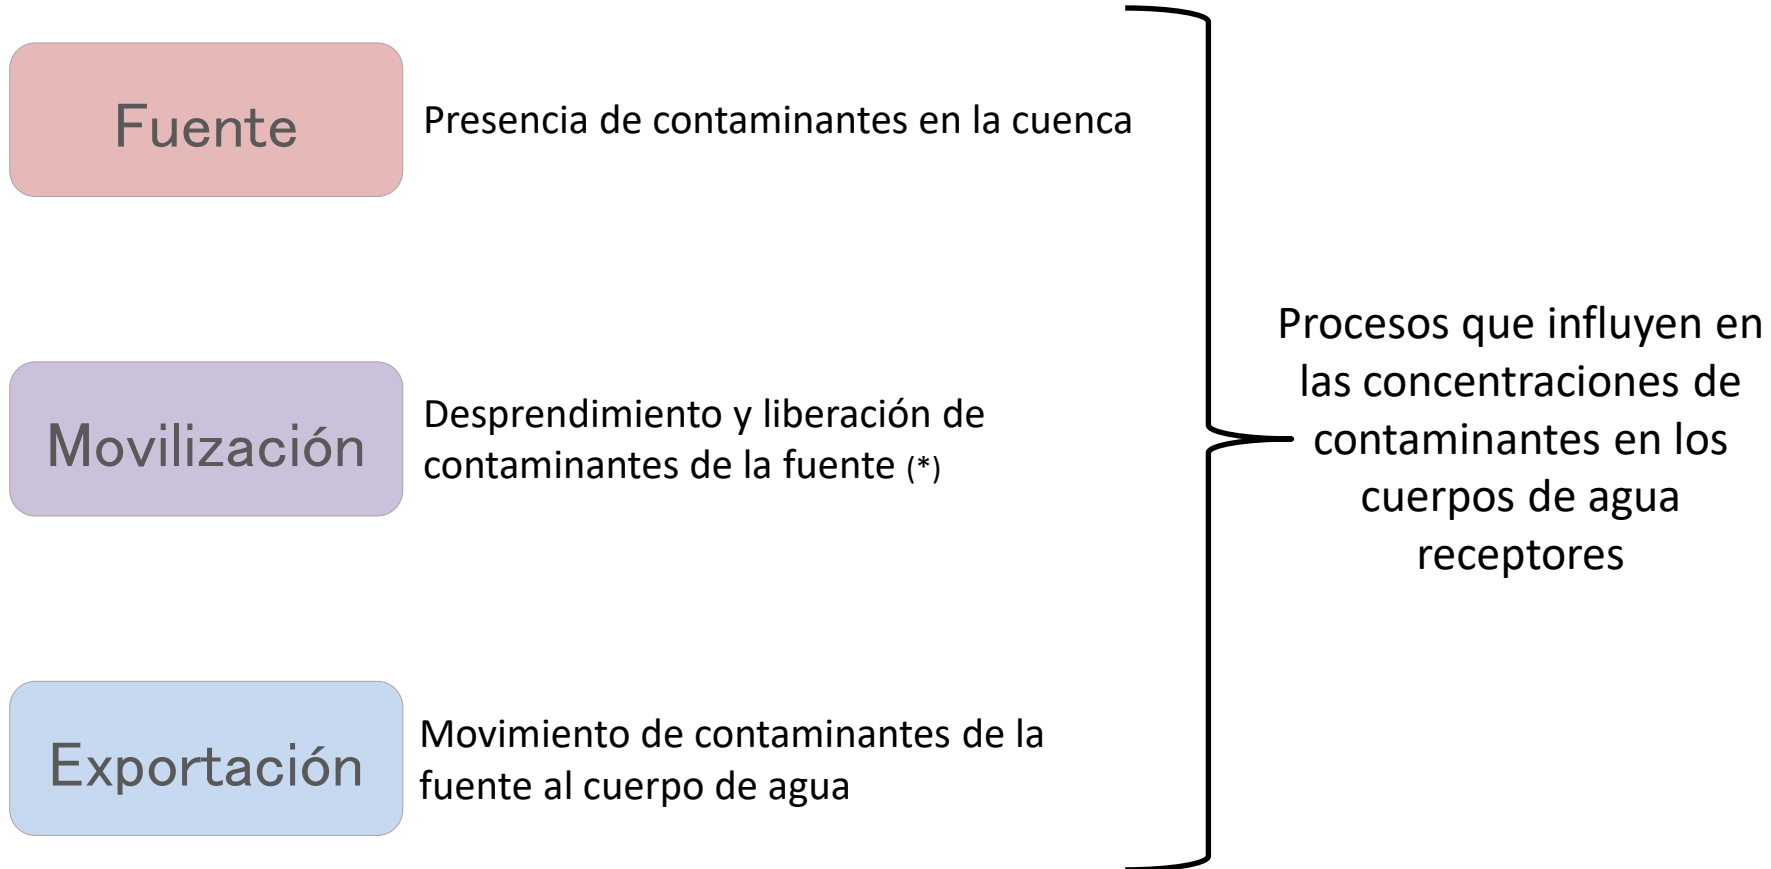 Fuente
Presencia de contaminantes en la cuenca
Movilización
Desprendimiento y liberación de
contaminantes de la fuente (*)
Exportación
Movimiento de contaminantes de la
fuente al cuerpo de agua
Procesos que influyen en
las concentraciones de
contaminantes en los
cuerpos de agua
receptores